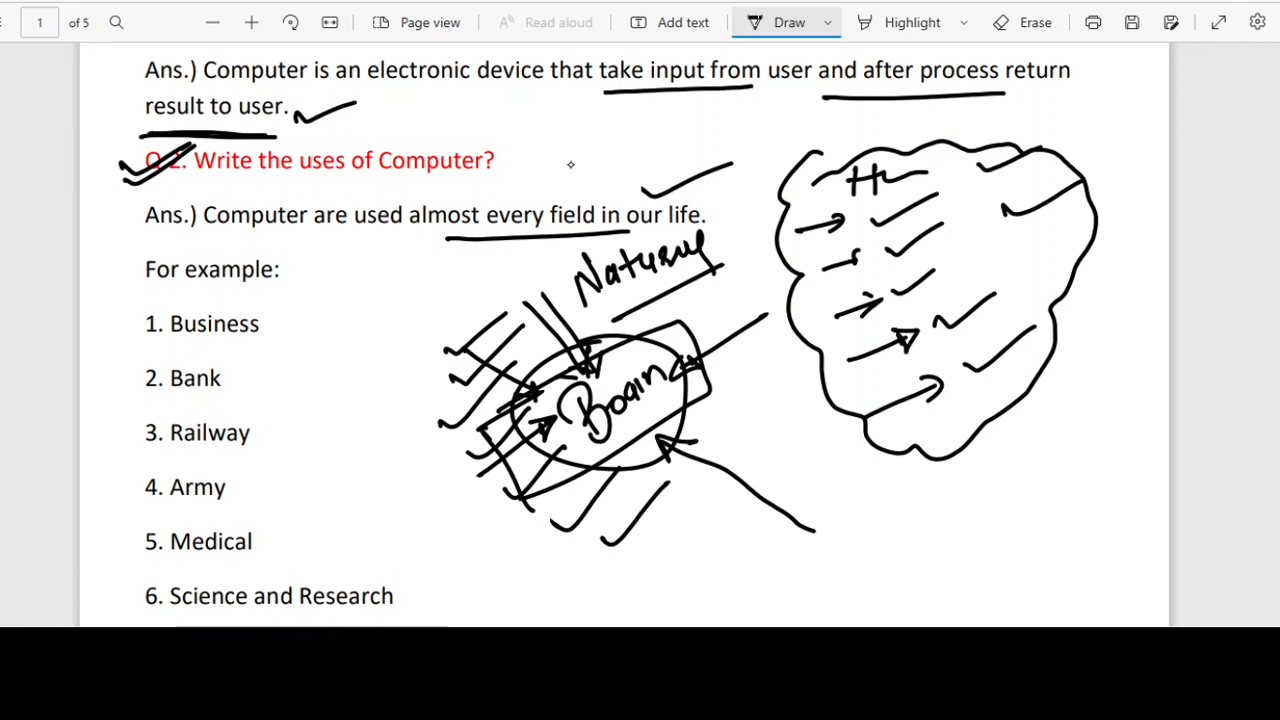 1 of 5 Page view Read aloud Add text Draw Highlight Erase
Ans.) Computer is an electronic device that take input from user and after process return
result to user.
Q.2. Write the uses of Computer?
Ans.) Computer are used almost every field in our life.
For example:
1. Business
2. Bank
3. Railway
4. Army
5. Medical
6. Science and Research
Brain